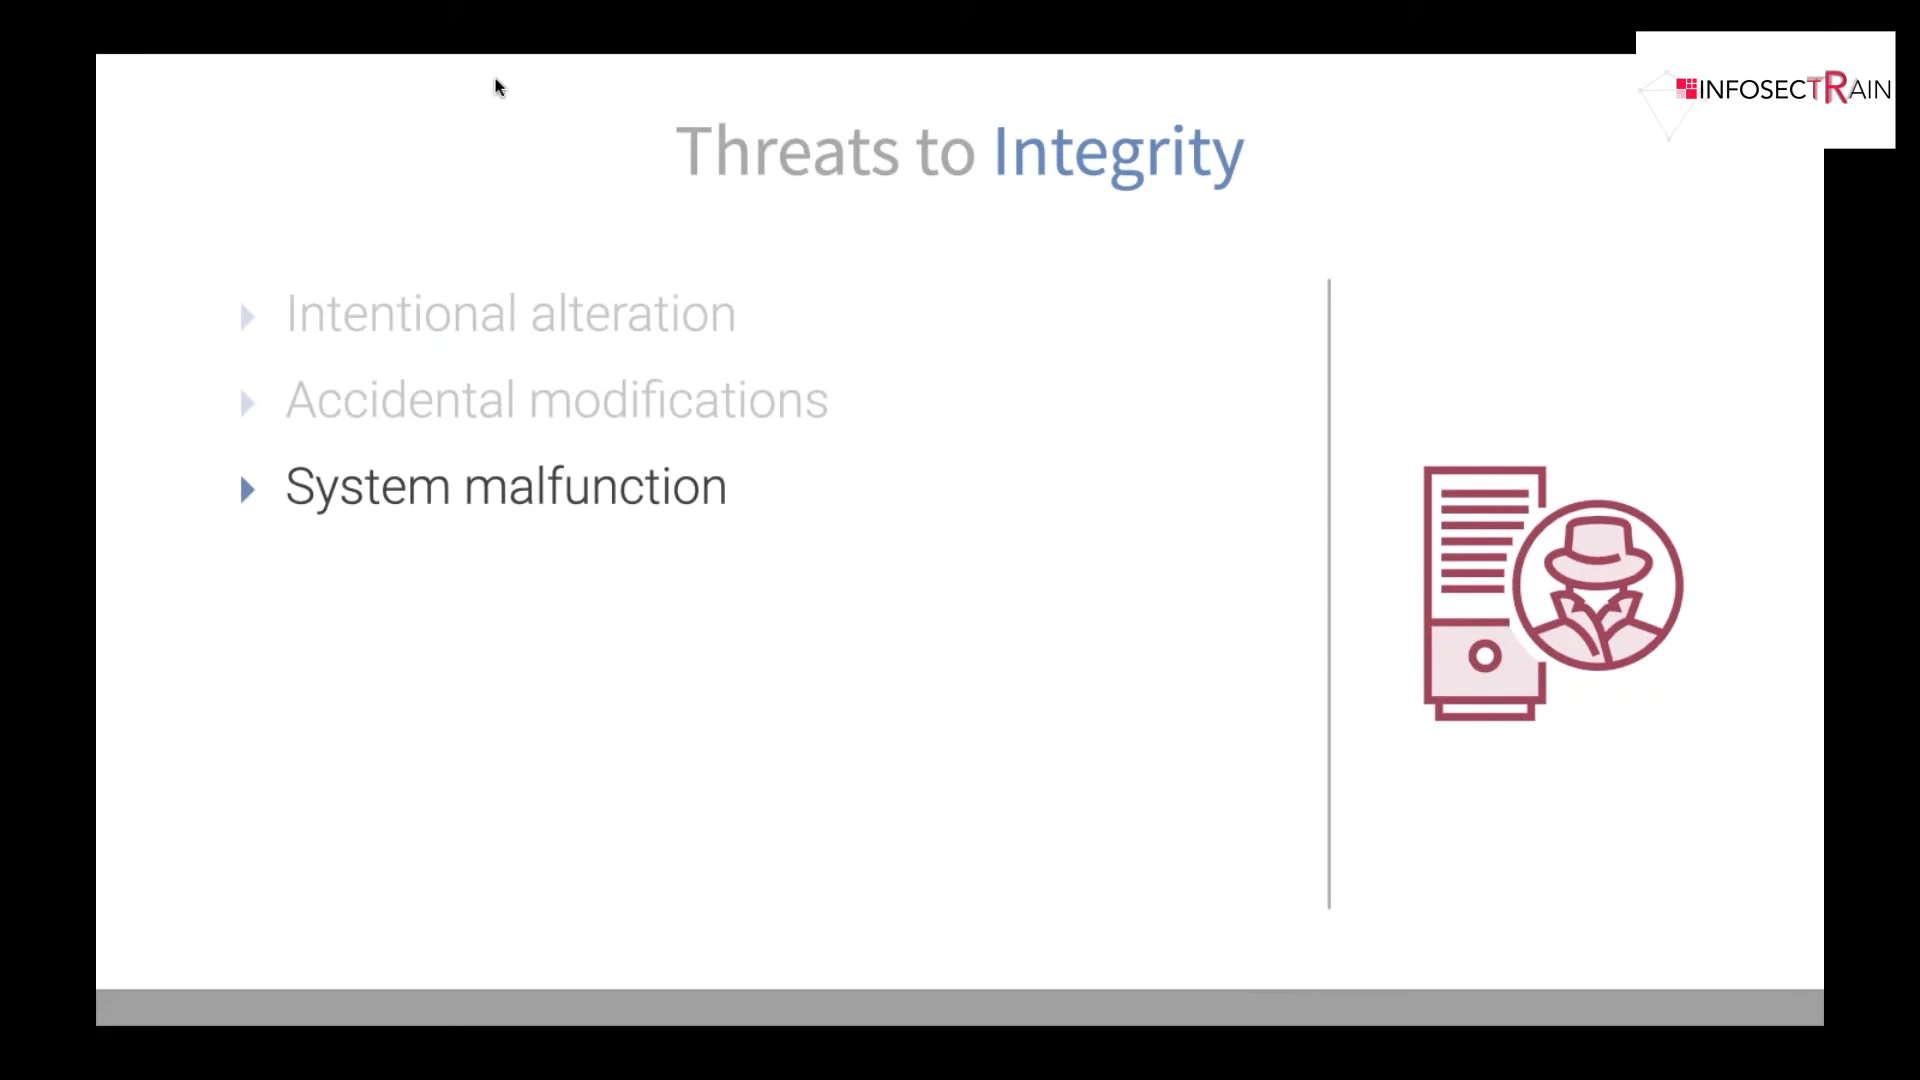 INFOSECTRAIN
Threats to Integrity
Intentional alteration
Accidental modifications
System malfunction